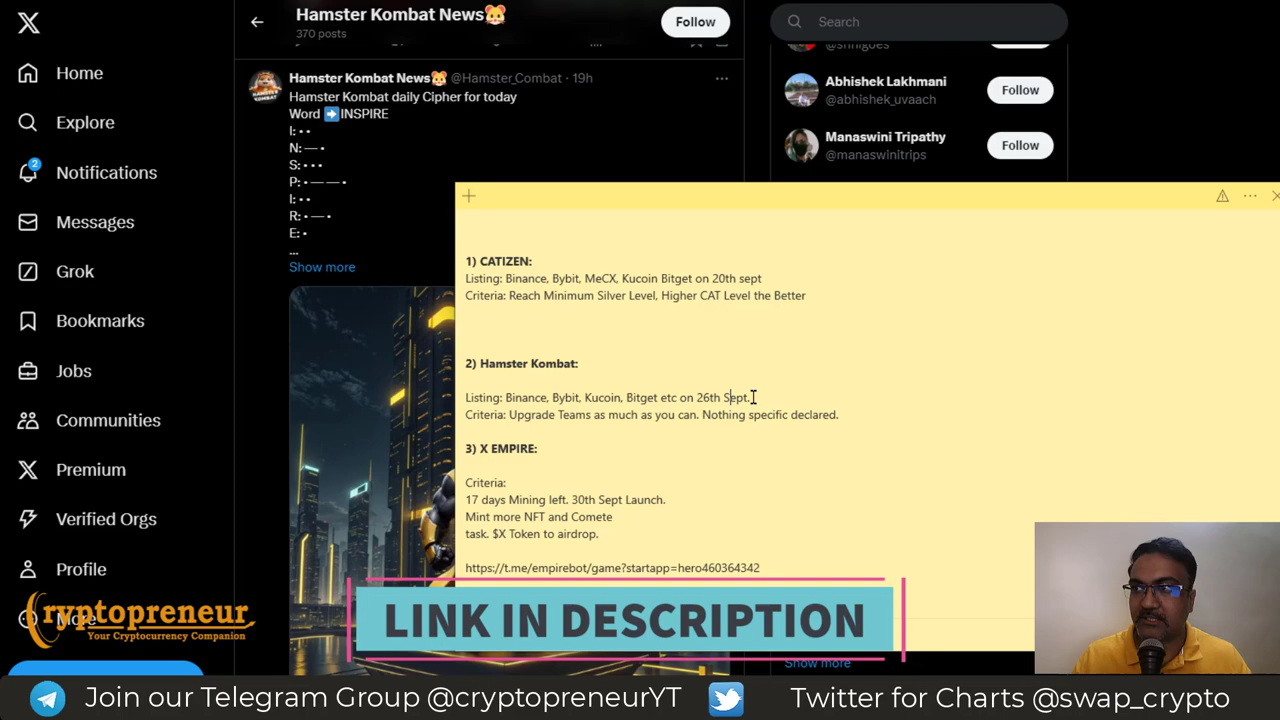 Hamster Kombat News🐹
370 posts
Follow
Search
Home
Explore
2
Notifications
Messages
Grok
Bookmarks
Jobs
Communities
Premium
Verified Orgs
Profile
More
Hamster Kombat News🐹 @Hamster_Combat · 19h
Hamster Kombat daily Cipher for today
Word ➡️INSPIRE
I: • •
N: — •
S: • • •
P: • — — •
I: • •
R: • — •
E: •
...
Show more
Abhishek Lakhmani
@abhishek_uvaach
Follow
Manaswini Tripathy
@manaswinitrips
Follow
1) CATIZEN:
Listing: Binance, Bybit, MeCX, Kucoin Bitget on 20th sept
Criteria: Reach Minimum Silver Level, Higher CAT Level the Better
2) Hamster Kombat:
Listing: Binance, Bybit, Kucoin, Bitget etc on 26th Sept.
Criteria: Upgrade Teams as much as you can. Nothing specific declared.
3) X EMPIRE:
Criteria:
17 days Mining left. 30th Sept Launch.
Mint more NFT and Comete
task. $X Token to airdrop.
https://t.me/empirebot/game?startapp=hero460364342
LINK IN DESCRIPTION
Show more
Cryptopreneur
Your Cryptocurrency Companion
HAMSTER
KOMBAT
Join our Telegram Group @cryptopreneurYT
Twitter for Charts @swap_crypto